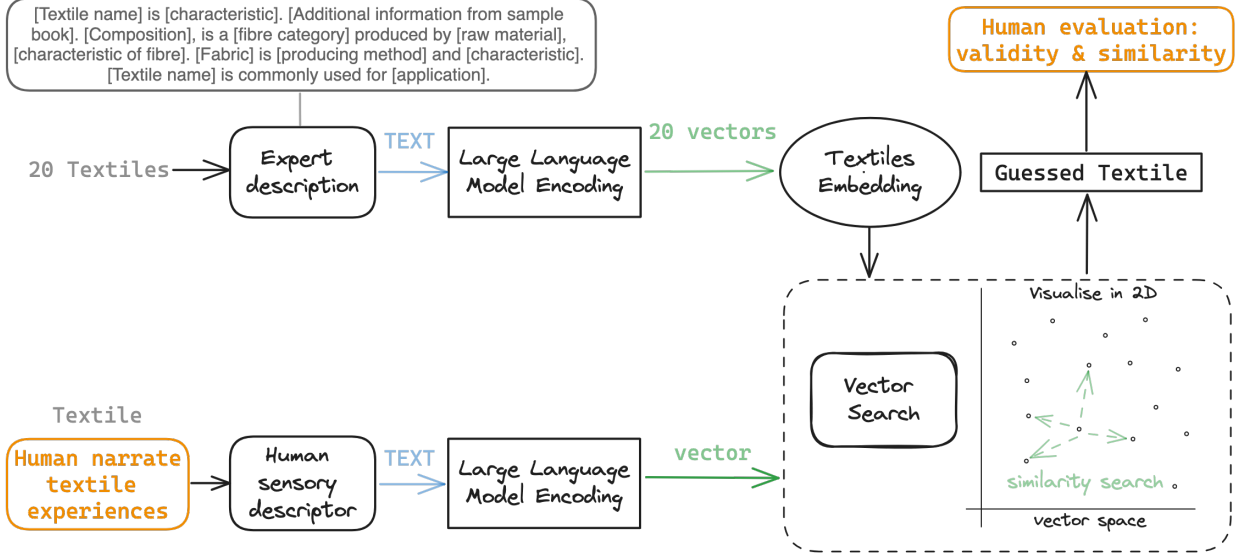 [Textile name] is [characteristic]. [Additional information from sample
book]. [Composition], is a [fibre category] produced by [raw material],
[characteristic of fibre]. [Fabric] is [producing method] and [characteristic].
[Textile name] is commonly used for [application].
Human evaluation:
validity & similarity
20 Textiles
Expert
description
TEXT
Large Language
Model Encoding
20 vectors
Textiles
Embedding
Guessed Textile
Visualise in 2D
Vector
Search
similarity search
vector space
Textile
Human narrate
textile
experiences
Human
sensory
descriptor
TEXT
Large Language
Model Encoding
vector